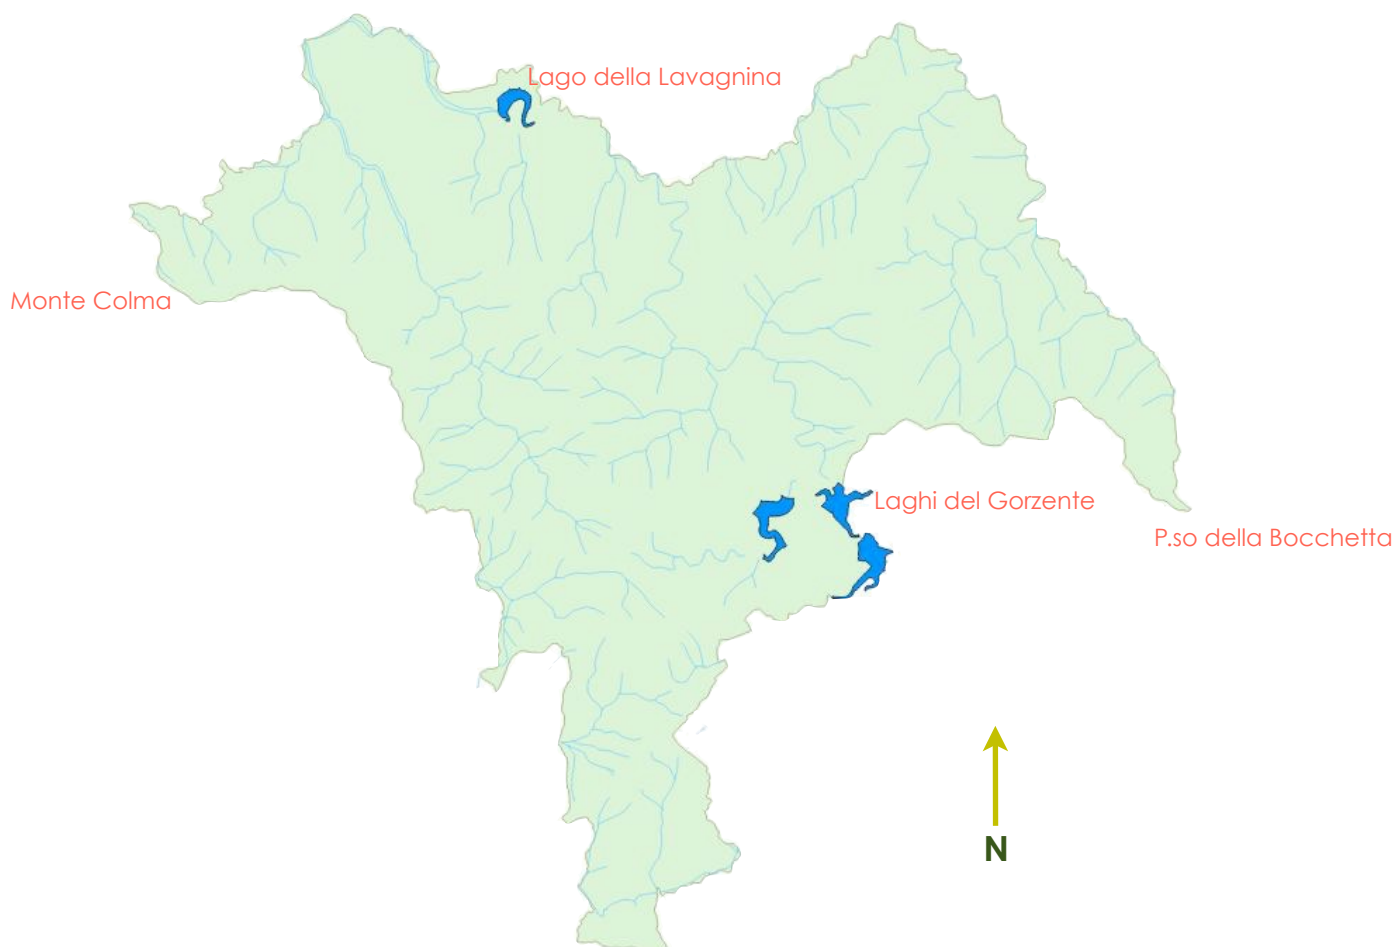 Lago della Lavagnina
Monte Colma
Laghi del Gorzente
P.so della Bocchetta
N